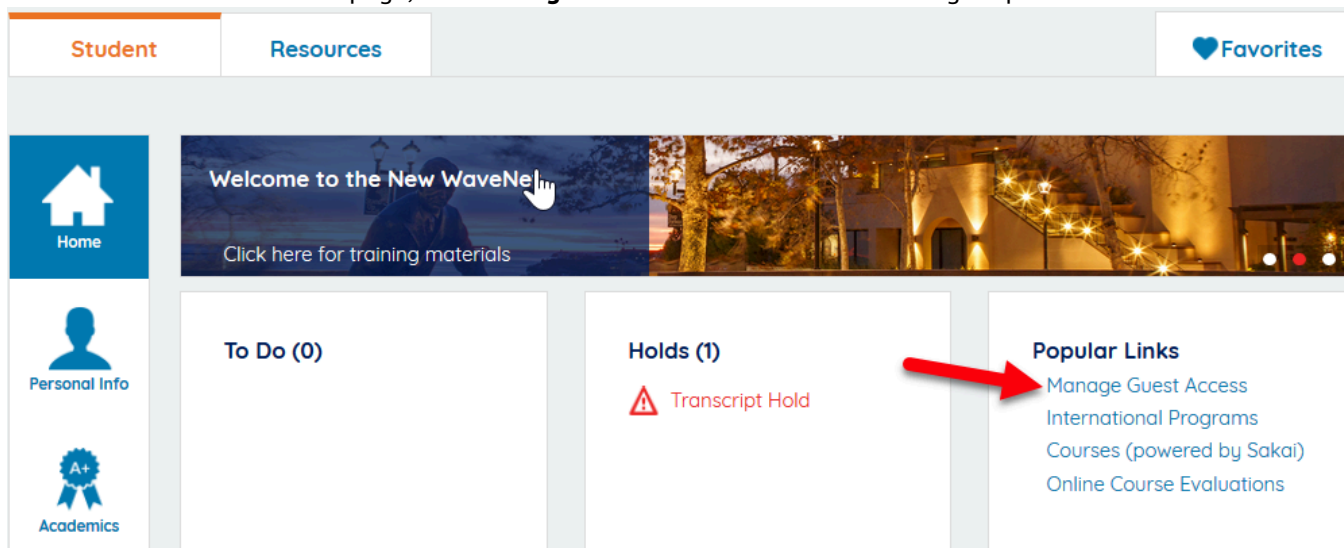 Student
Resources
Favorites
Home
Welcome to the New WaveNe
Click here for training materials
Personal Info
To Do (0)
Holds (1)
Transcript Hold
Popular Links
Manage Guest Access
International Programs
Courses (powered by Sakai)
Online Course Evaluations
A+
Academics